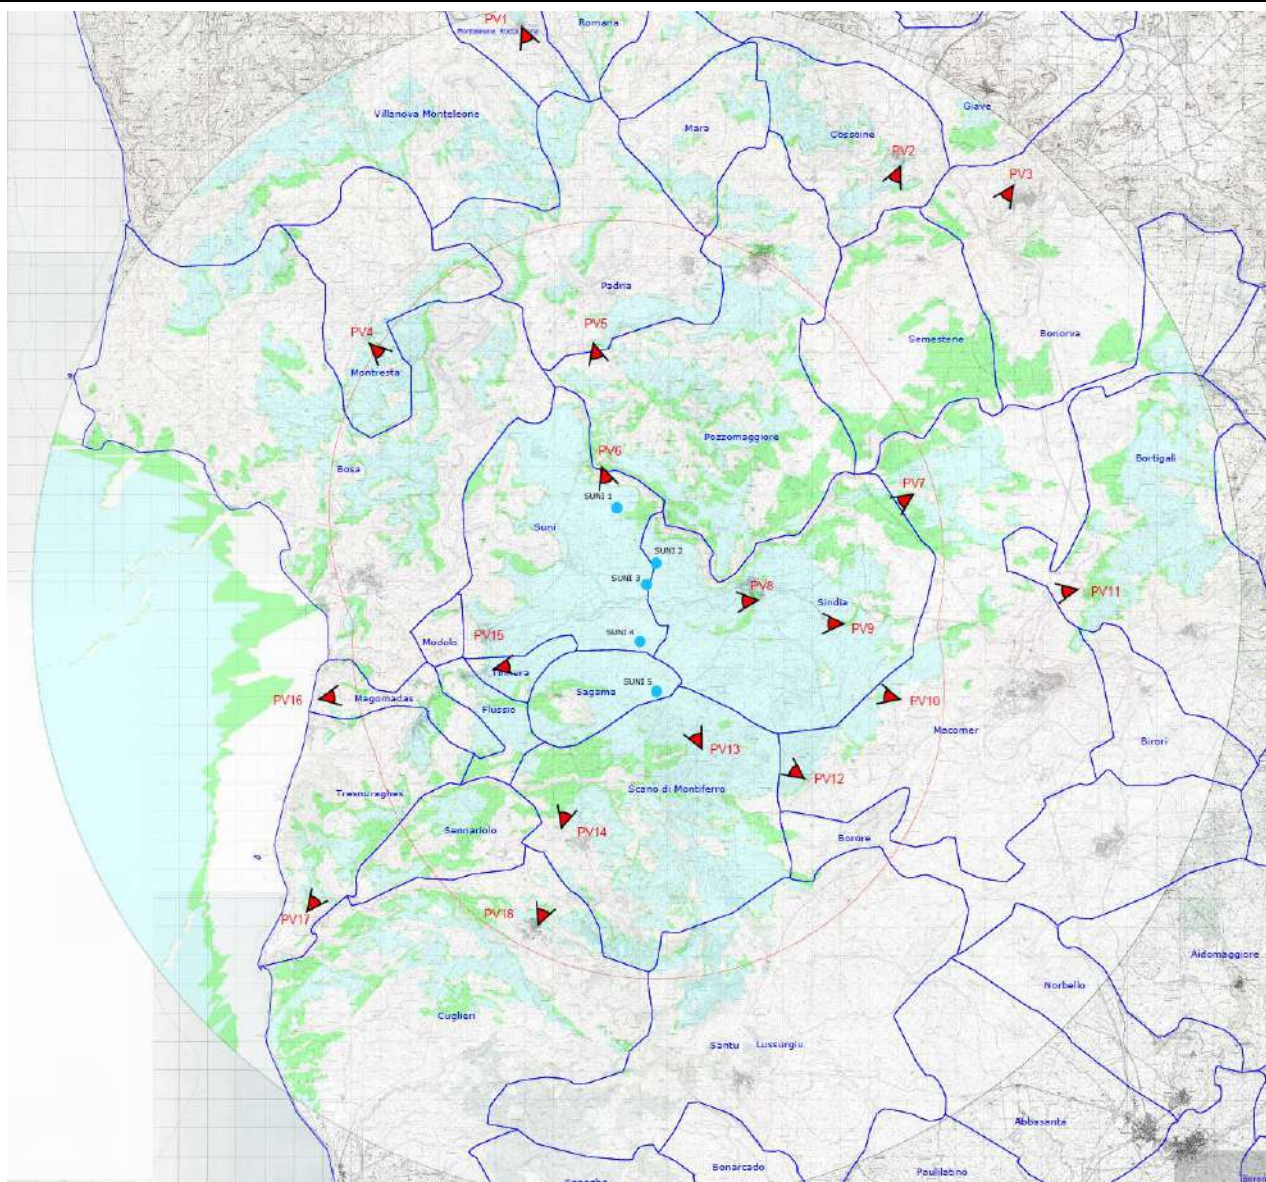 PV1
Romana
Villanova Monteleone
Mara
Cossoine
Giave
PV2
PV3
Padria
PV4
Montresta
PV5
Semestene
Bonorva
Pozzomaggiore
Bortigali
Bosa
PV6
SUNI 1
Suni
PV7
SUNI 2
SUNI 3
PV8
Sindia
PV9
PV11
SUNI 4
Modolo
PV15
Tinnura
Sagama
SUNI 5
PV16
Magomadas
Flussio
PV10
Macomer
Birori
PV13
PV12
Tresnuraghes
Scano di Montiferro
Sennariolo
PV14
Borore
PV17
PV18
Aidomaggiore
Norbello
Cuglieri
Santu Lussurgiu
Abbasanta
Bonarcado
Paulilatino